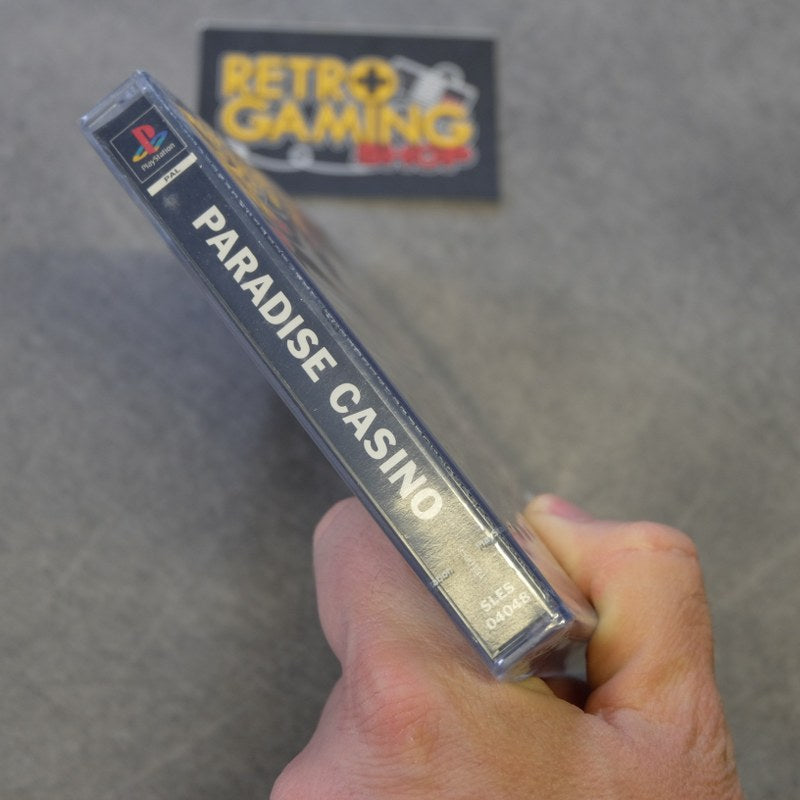 RETRO
GAMING
SHOP
PlayStation
PAL
PARADISE CASINO
SLES
04048